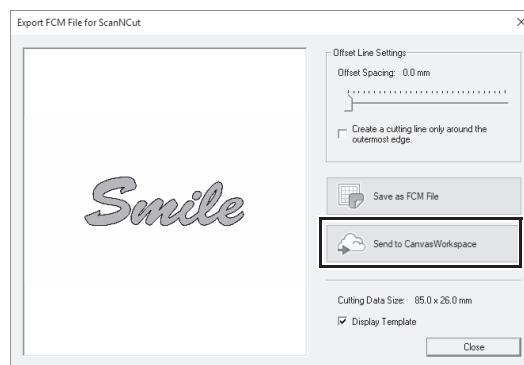 Export FCM File for ScanNCut
Smile
Offset Line Settings
Offset Spacing: 0.0 mm
Create a cutting line only around the
outermost edge.
Save as FCM File
Send to CanvasWorkspace
Cutting Data Size: 85.0 x 26.0 mm
Display Template
Close